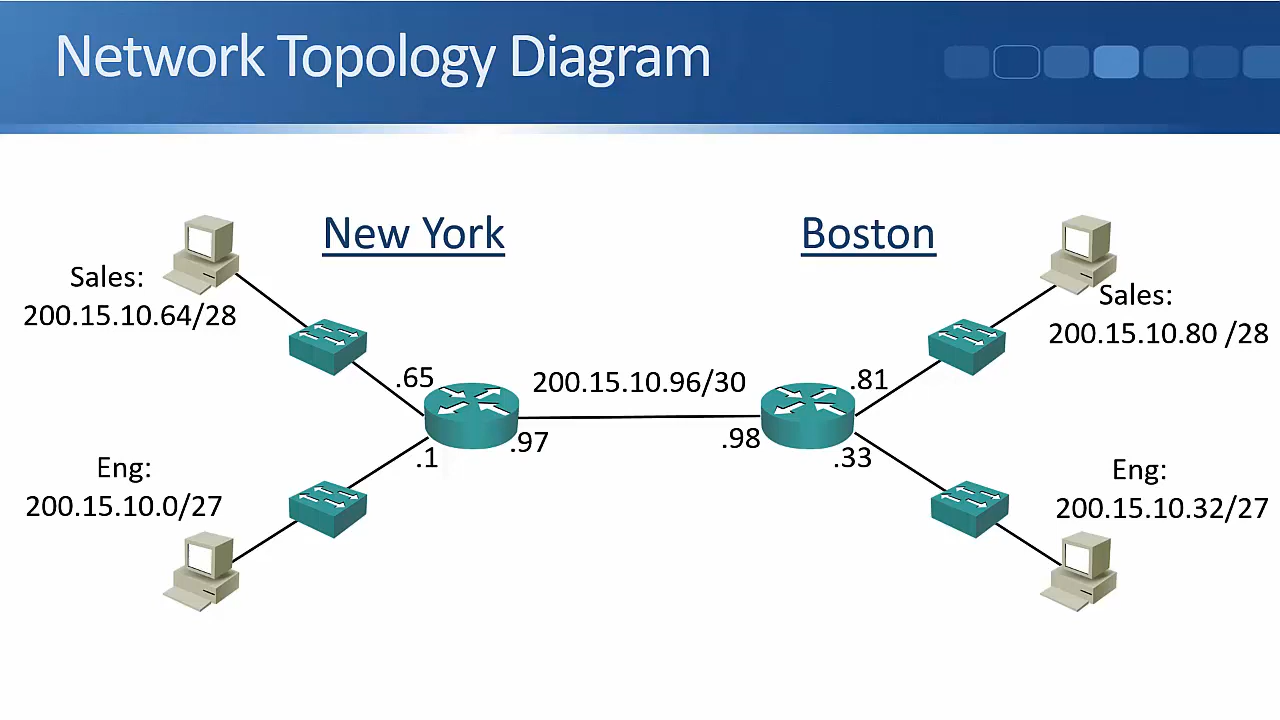 Network Topology Diagram
New York
Boston
Sales:
200.15.10.64/28
Sales:
200.15.10.80 /28
.65
200.15.10.96/30
.81
.1
.97
.98
.33
Eng:
200.15.10.0/27
Eng:
200.15.10.32/27